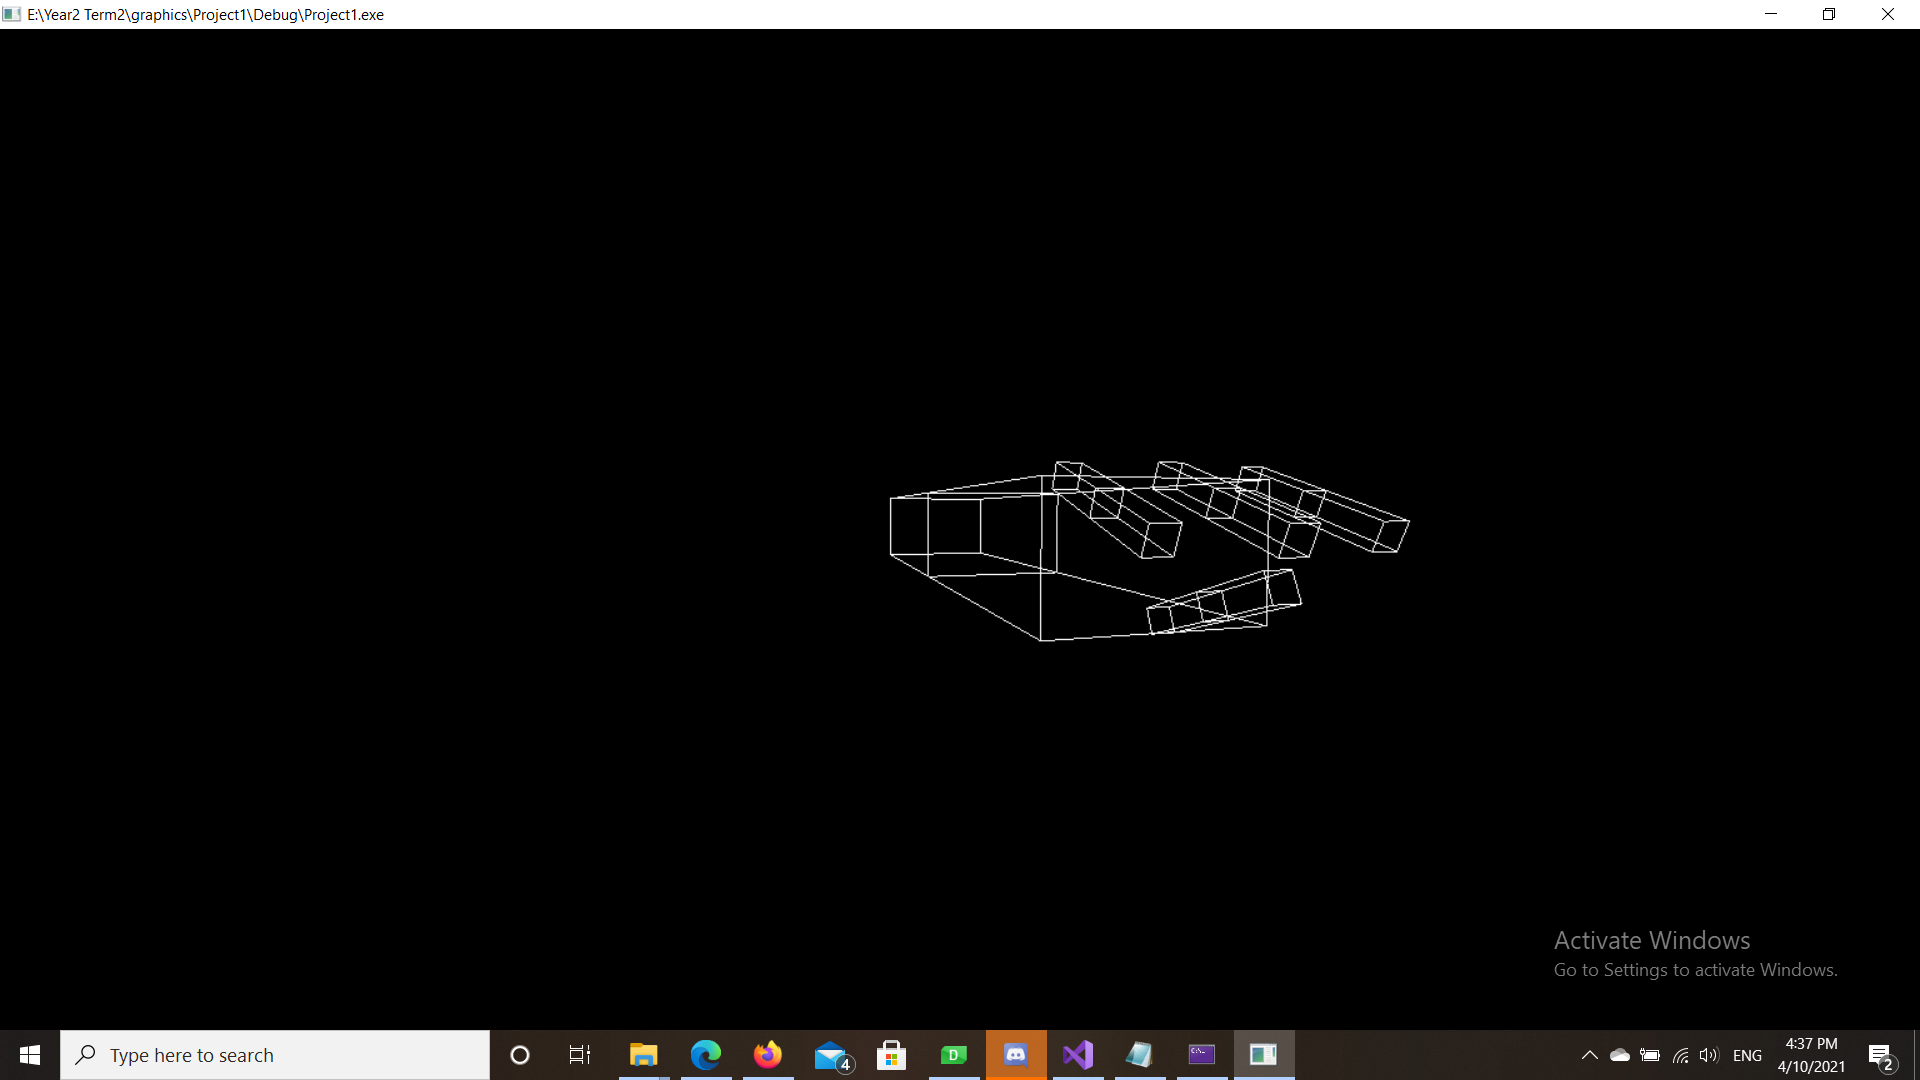 E:\Year2 Term2\graphics\Project1\Debug\Project1.exe
Activate Windows
Go to Settings to activate Windows.
Type here to search
4
D
ENG
4:37 PM
4/10/2021
2